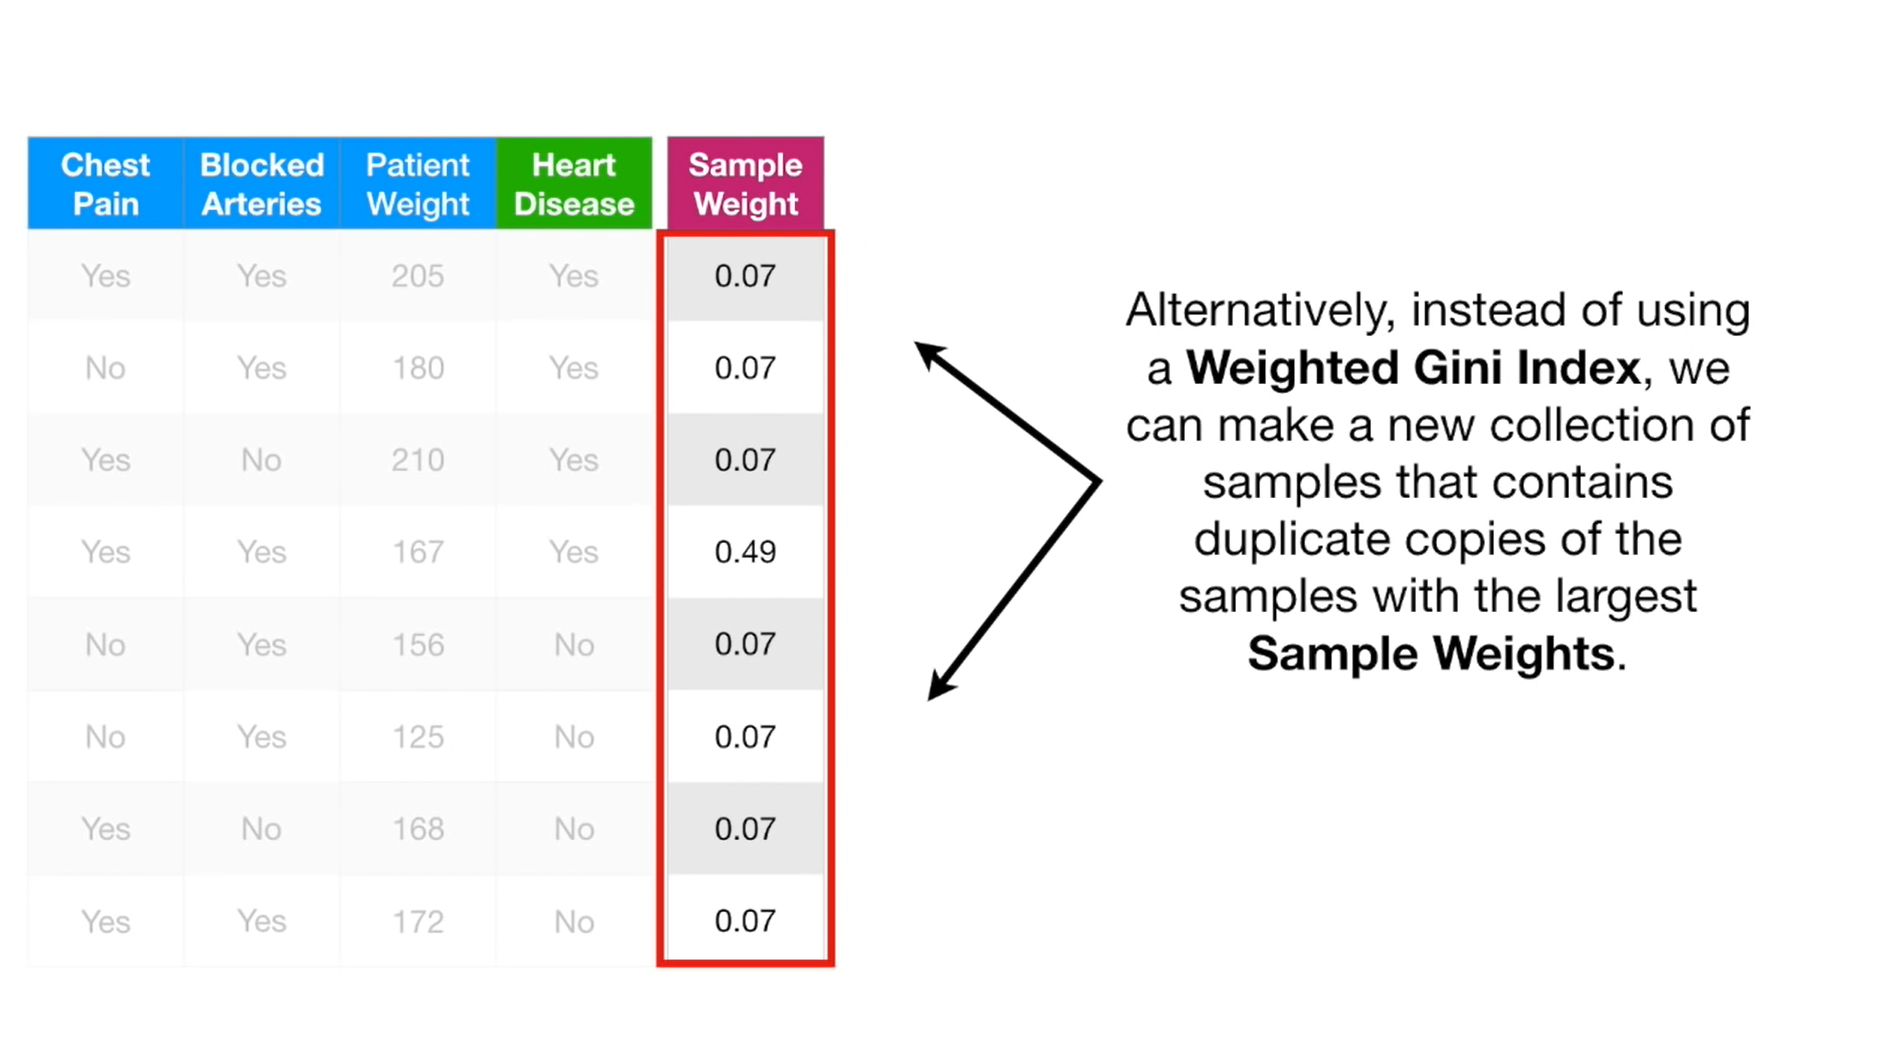 Chest Pain Blocked Arteries Patient Weight Heart Disease Sample Weight
Yes Yes 205 Yes 0.07
No Yes 180 Yes 0.07
Yes No 210 Yes 0.07
Yes Yes 167 Yes 0.49
No Yes 156 No 0.07
No Yes 125 No 0.07
Yes No 168 No 0.07
Yes Yes 172 No 0.07
Alternatively, instead of using
a Weighted Gini Index, we
can make a new collection of
samples that contains
duplicate copies of the
samples with the largest
Sample Weights.